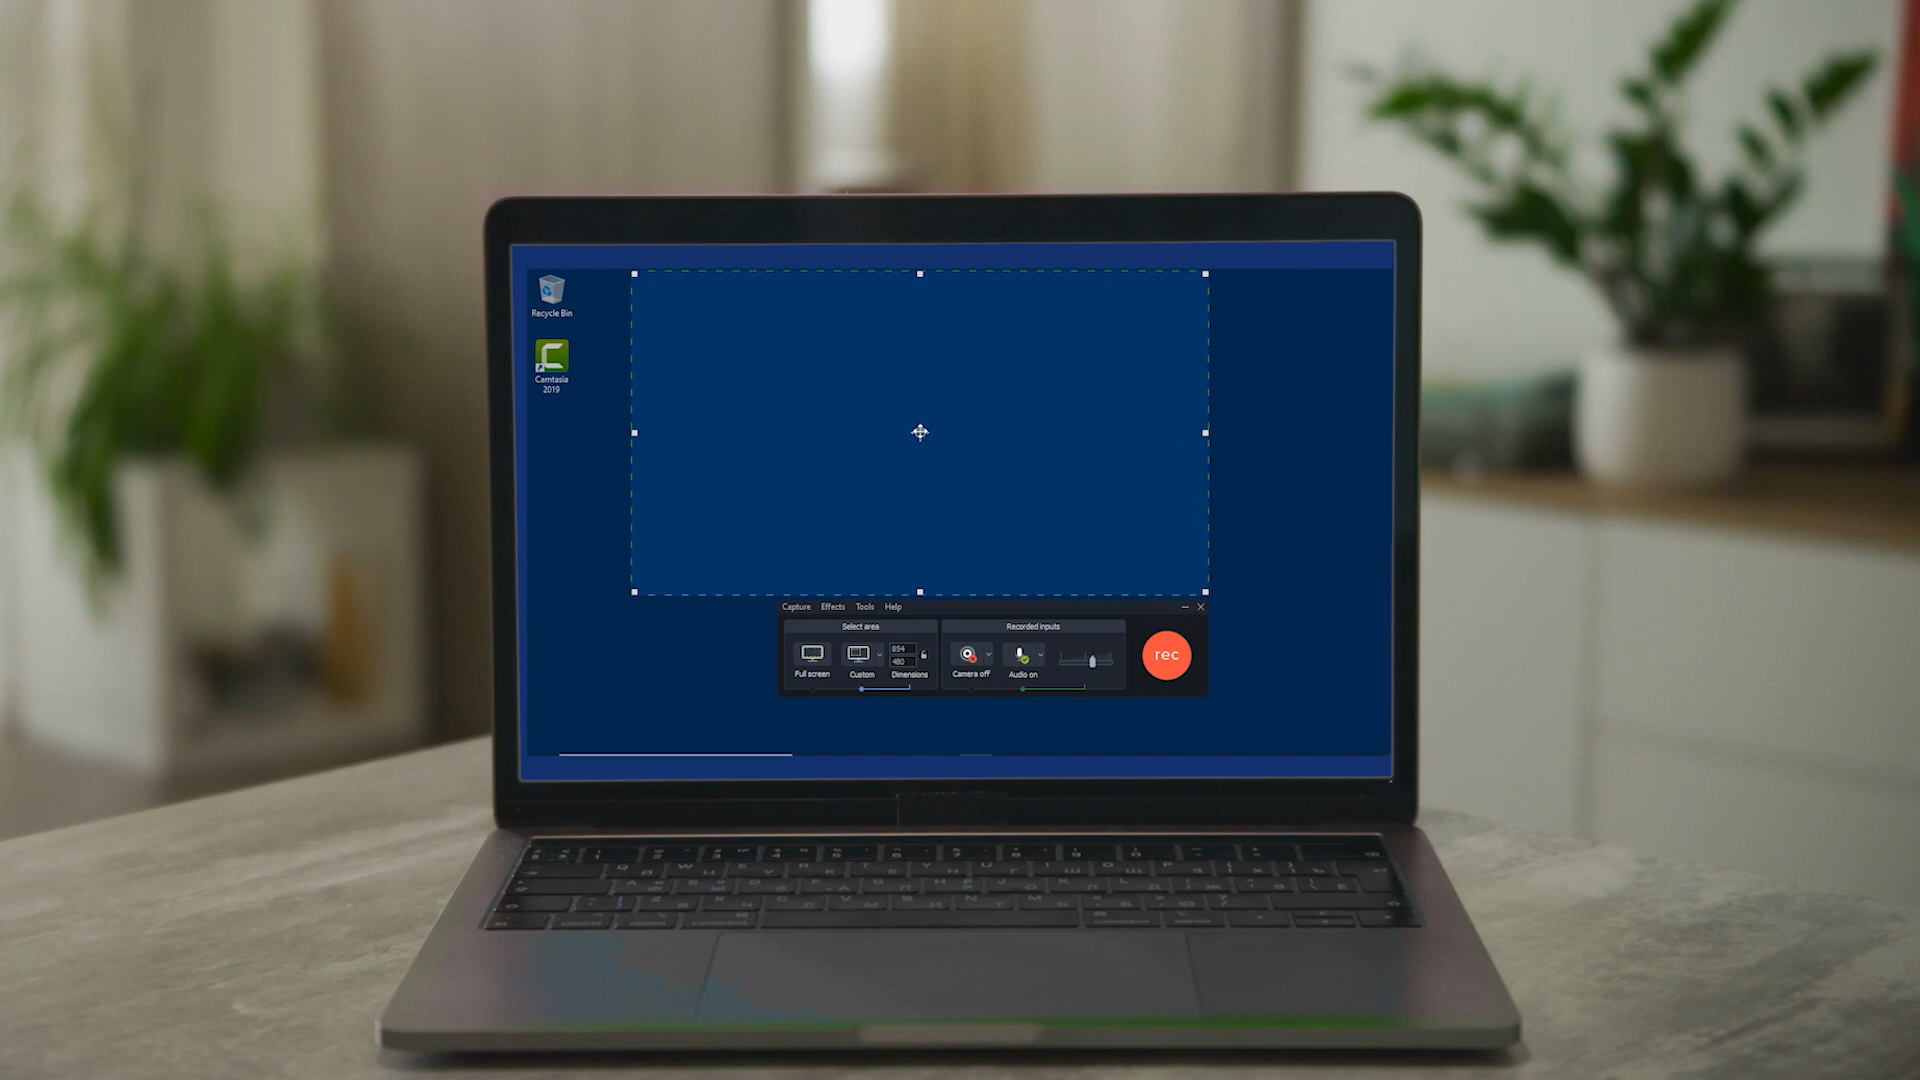 Recycle Bin
Camtasia
2019
Capture Effects Tools Help
Select area
Recorded inputs
854
480
Full screen
Custom
Dimensions
Camera off
Audio on
rec